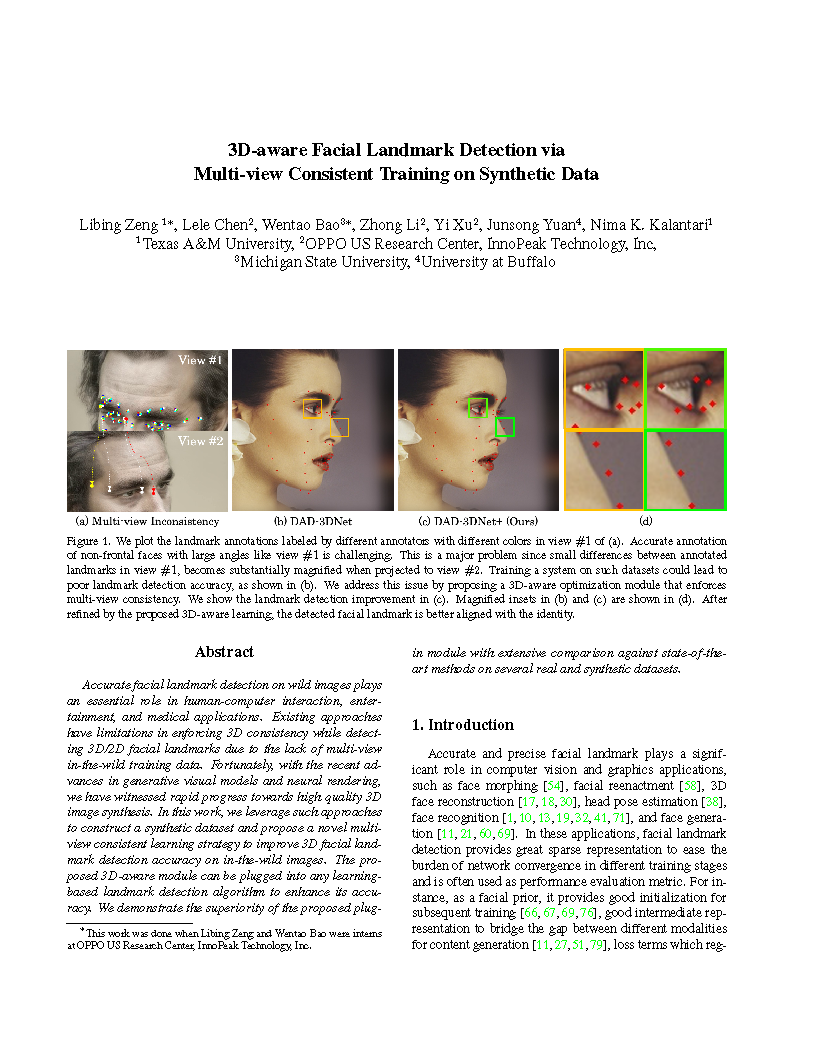 3D-aware Facial Landmark Detection via
Multi-view Consistent Training on Synthetic Data
Libing Zeng ¹*, Lele Chen², Wentao Bao³*, Zhong Li², Yi Xu², Junsong Yuan⁴, Nima K. Kalantari¹
¹Texas A&M University, ²OPPO US Research Center, InnoPeak Technology, Inc,
³Michigan State University, ⁴University at Buffalo
View #1
View #2
(a) Multi-view Inconsistency
(b) DAD-3DNet
(c) DAD-3DNet+ (Ours)
(d)
Figure 1. We plot the landmark annotations labeled by different annotators with different colors in view #1 of (a). Accurate annotation
of non-frontal faces with large angles like view #1 is challenging. This is a major problem since small differences between annotated
landmarks in view #1, becomes substantially magnified when projected to view #2. Training a system on such datasets could lead to
poor landmark detection accuracy, as shown in (b). We address this issue by proposing a 3D-aware optimization module that enforces
multi-view consistency. We show the landmark detection improvement in (c). Magnified insets in (b) and (c) are shown in (d). After
refined by the proposed 3D-aware learning, the detected facial landmark is better aligned with the identity.
Abstract
Accurate facial landmark detection on wild images plays
an essential role in human-computer interaction, enter-
tainment, and medical applications. Existing approaches
have limitations in enforcing 3D consistency while detect-
ing 3D/2D facial landmarks due to the lack of multi-view
in-the-wild training data. Fortunately, with the recent ad-
vances in generative visual models and neural rendering,
we have witnessed rapid progress towards high quality 3D
image synthesis. In this work, we leverage such approaches
to construct a synthetic dataset and propose a novel multi-
view consistent learning strategy to improve 3D facial land-
mark detection accuracy on in-the-wild images. The pro-
posed 3D-aware module can be plugged into any learning-
based landmark detection algorithm to enhance its accu-
racy. We demonstrate the superiority of the proposed plug-
*This work was done when Libing Zeng and Wentao Bao were interns
at OPPO US Research Center, InnoPeak Technology, Inc.
in module with extensive comparison against state-of-the-
art methods on several real and synthetic datasets.
1. Introduction
Accurate and precise facial landmark plays a signif-
icant role in computer vision and graphics applications,
such as face morphing [54], facial reenactment [58], 3D
face reconstruction [17, 18, 30], head pose estimation [38],
face recognition [1, 10, 13, 19, 32, 41, 71], and face genera-
tion [11, 21, 60, 69]. In these applications, facial landmark
detection provides great sparse representation to ease the
burden of network convergence in different training stages
and is often used as performance evaluation metric. For in-
stance, as a facial prior, it provides good initialization for
subsequent training [66, 67, 69, 76], good intermediate rep-
resentation to bridge the gap between different modalities
for content generation [11, 27, 51, 79], loss terms which reg-